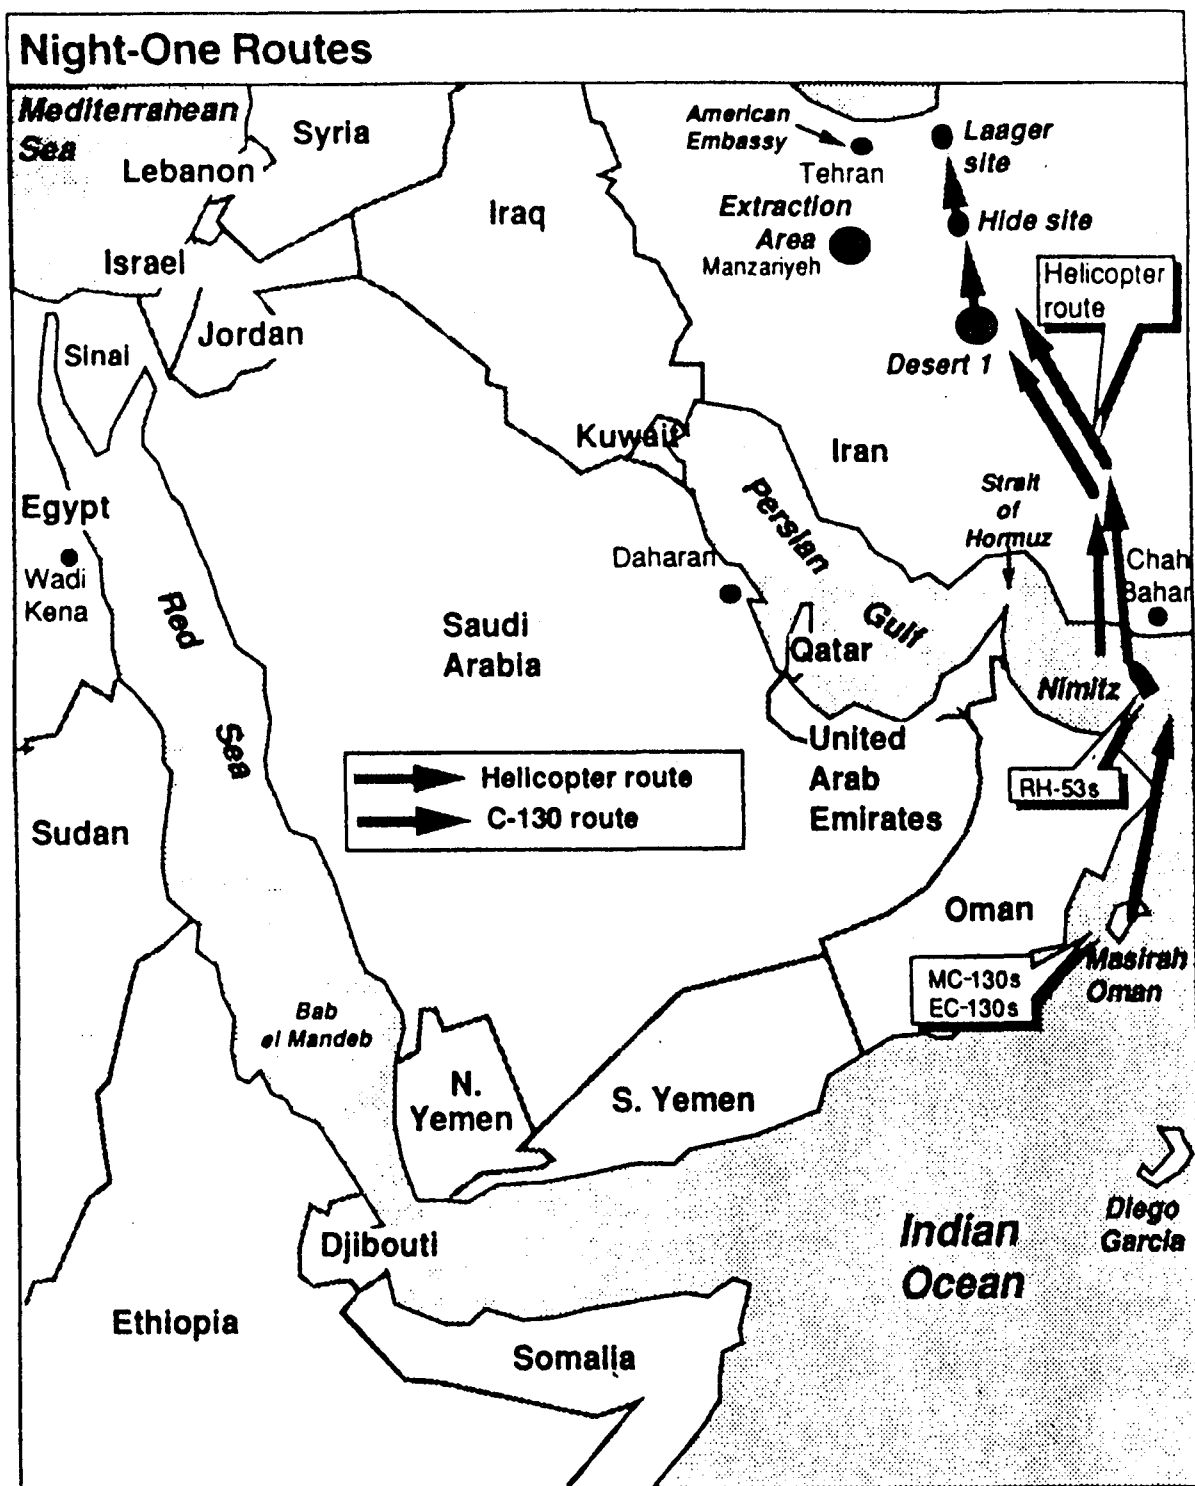 Night-One Routes
Mediterranean
Sea
Syria
Lebanon
Israel
Jordan
Sinai
Iraq
American
Embassy
Tehran
Laager
site
Extraction
Area
Manzariyeh
Hide site
Helicopter
route
Desert 1
Kuwait
Iran
Persian
Gulf
Strait
of
Hormuz
Chah
Bahar
Egypt
Wadi
Kena
Red
Sea
Daharan
Saudi
Arabia
Qatar
Nimitz
United
Arab
Emirates
RH-53s
Helicopter route
C-130 route
Sudan
Oman
MC-130s
EC-130s
Masirah
Oman
Bab
el Mandeb
N.
Yemen
S. Yemen
Diego
Garcia
Djibouti
Indian
Ocean
Ethiopia
Somalia